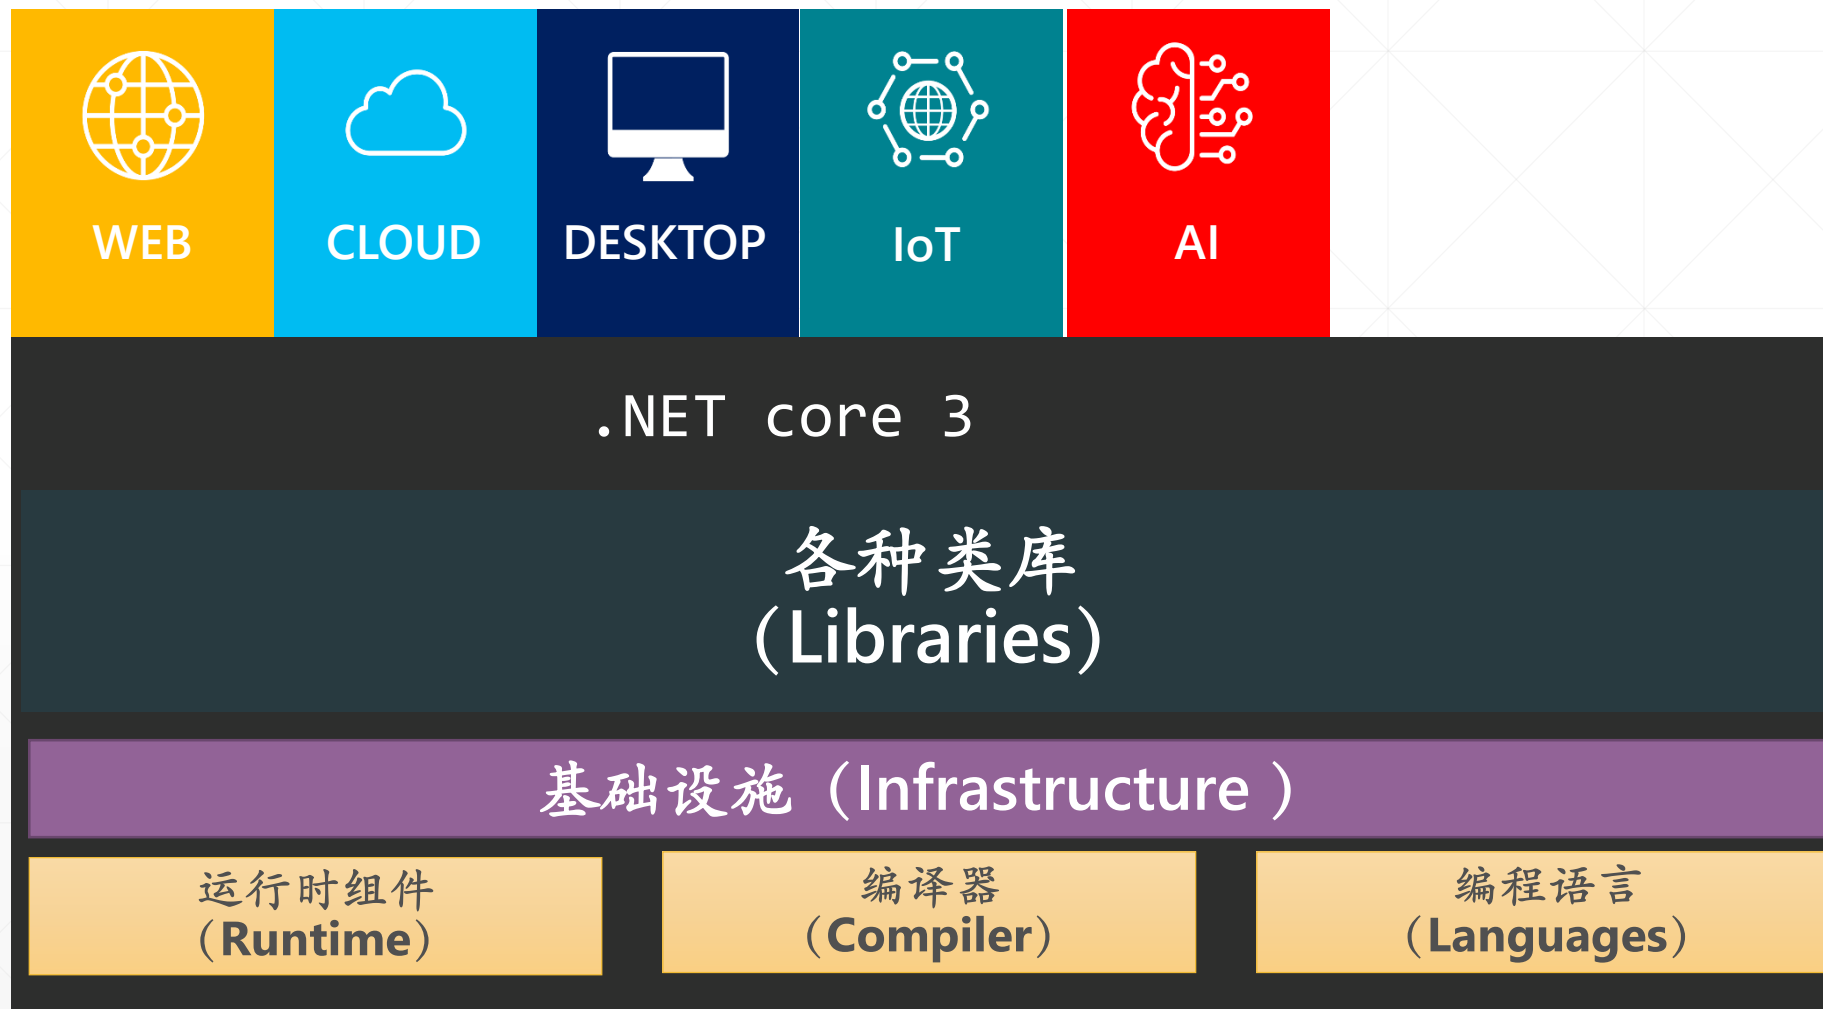 WEB
CLOUD
DESKTOP
IoT
AI
.NET core 3
各种类库
（Libraries）
基础设施（Infrastructure ）
运行时组件
（Runtime）
编译器
（Compiler）
编程语言
（Languages）